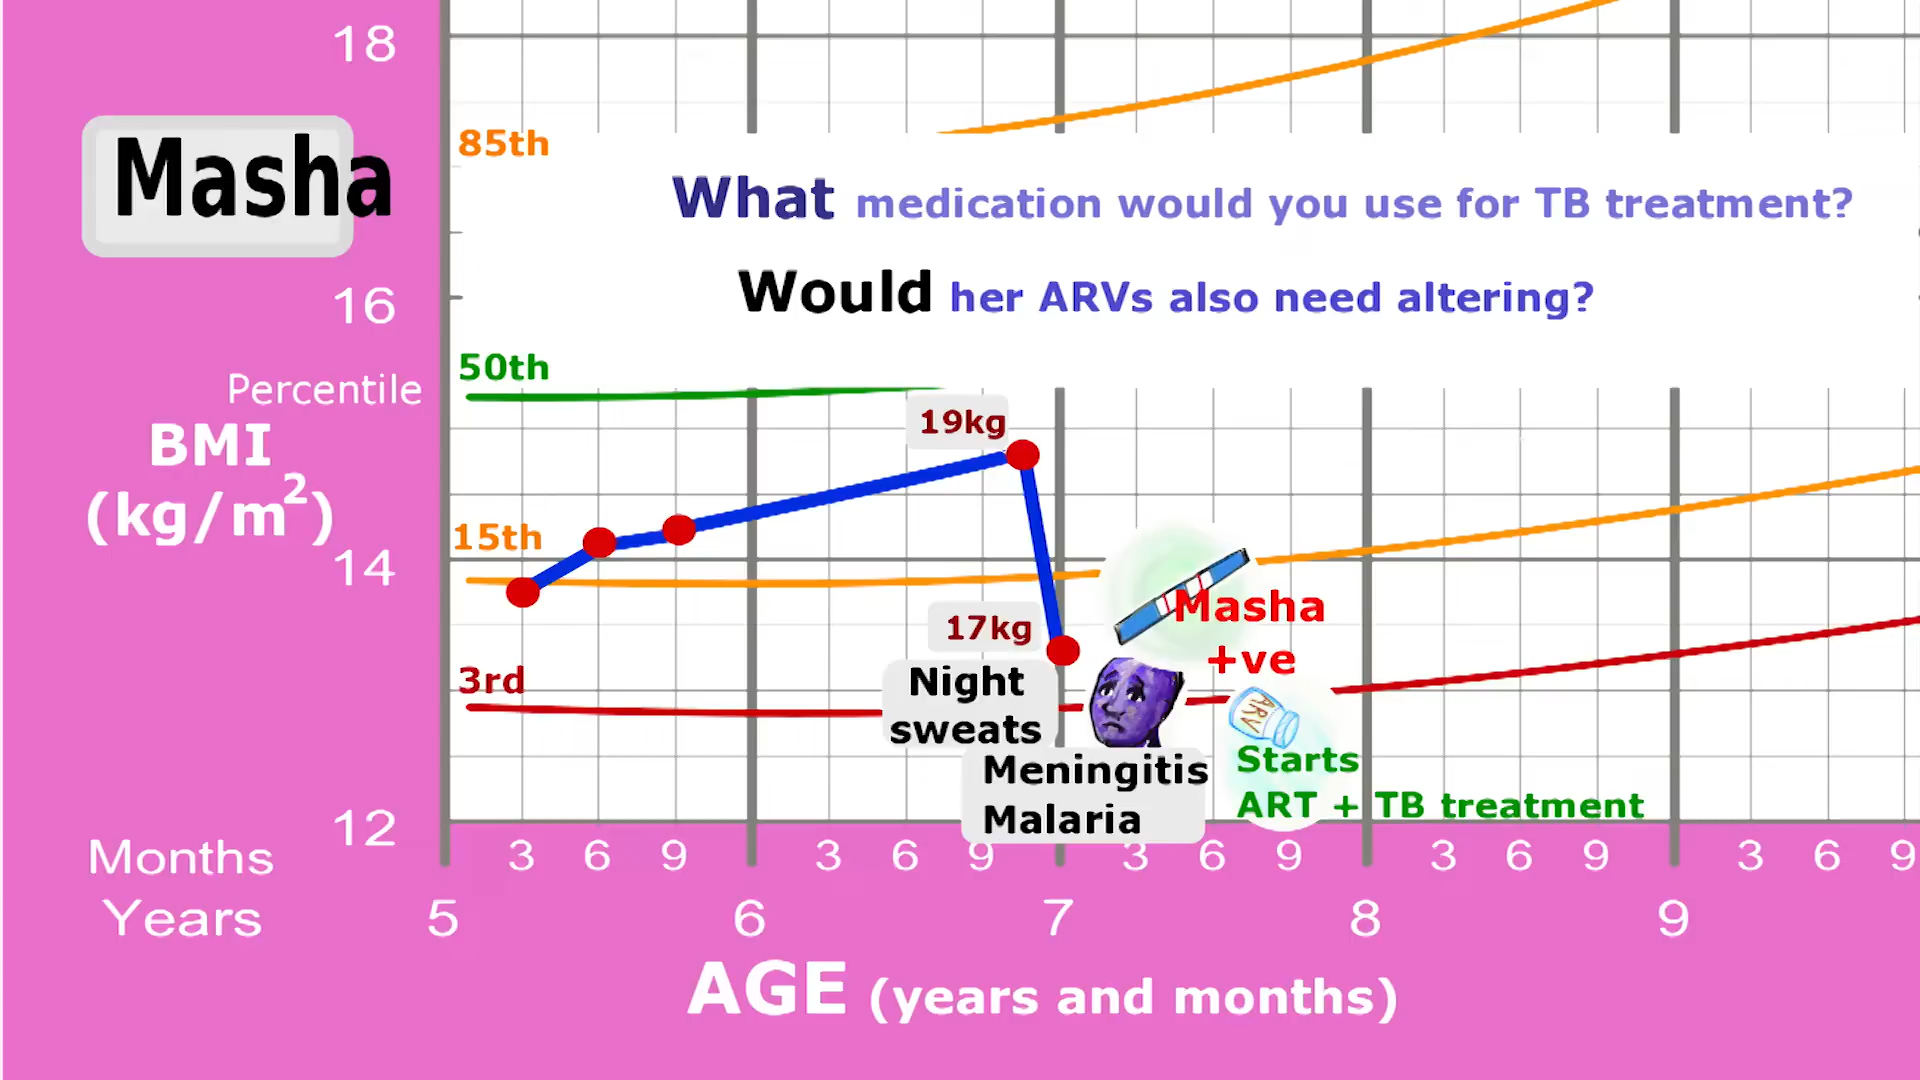 18
Masha
85th
What medication would you use for TB treatment?
Would her ARVs also need altering?
16
50th
Percentile
19kg
BMI
(kg/m²)
15th
14
Masha
+ve
17kg
3rd
Night
sweats
ARV
Meningitis
Malaria
Starts
ART + TB treatment
12
Months 3 6 9 3 6 9 3 6 9 3 6 9 3 6 9
Years 5 6 7 8 9
AGE (years and months)